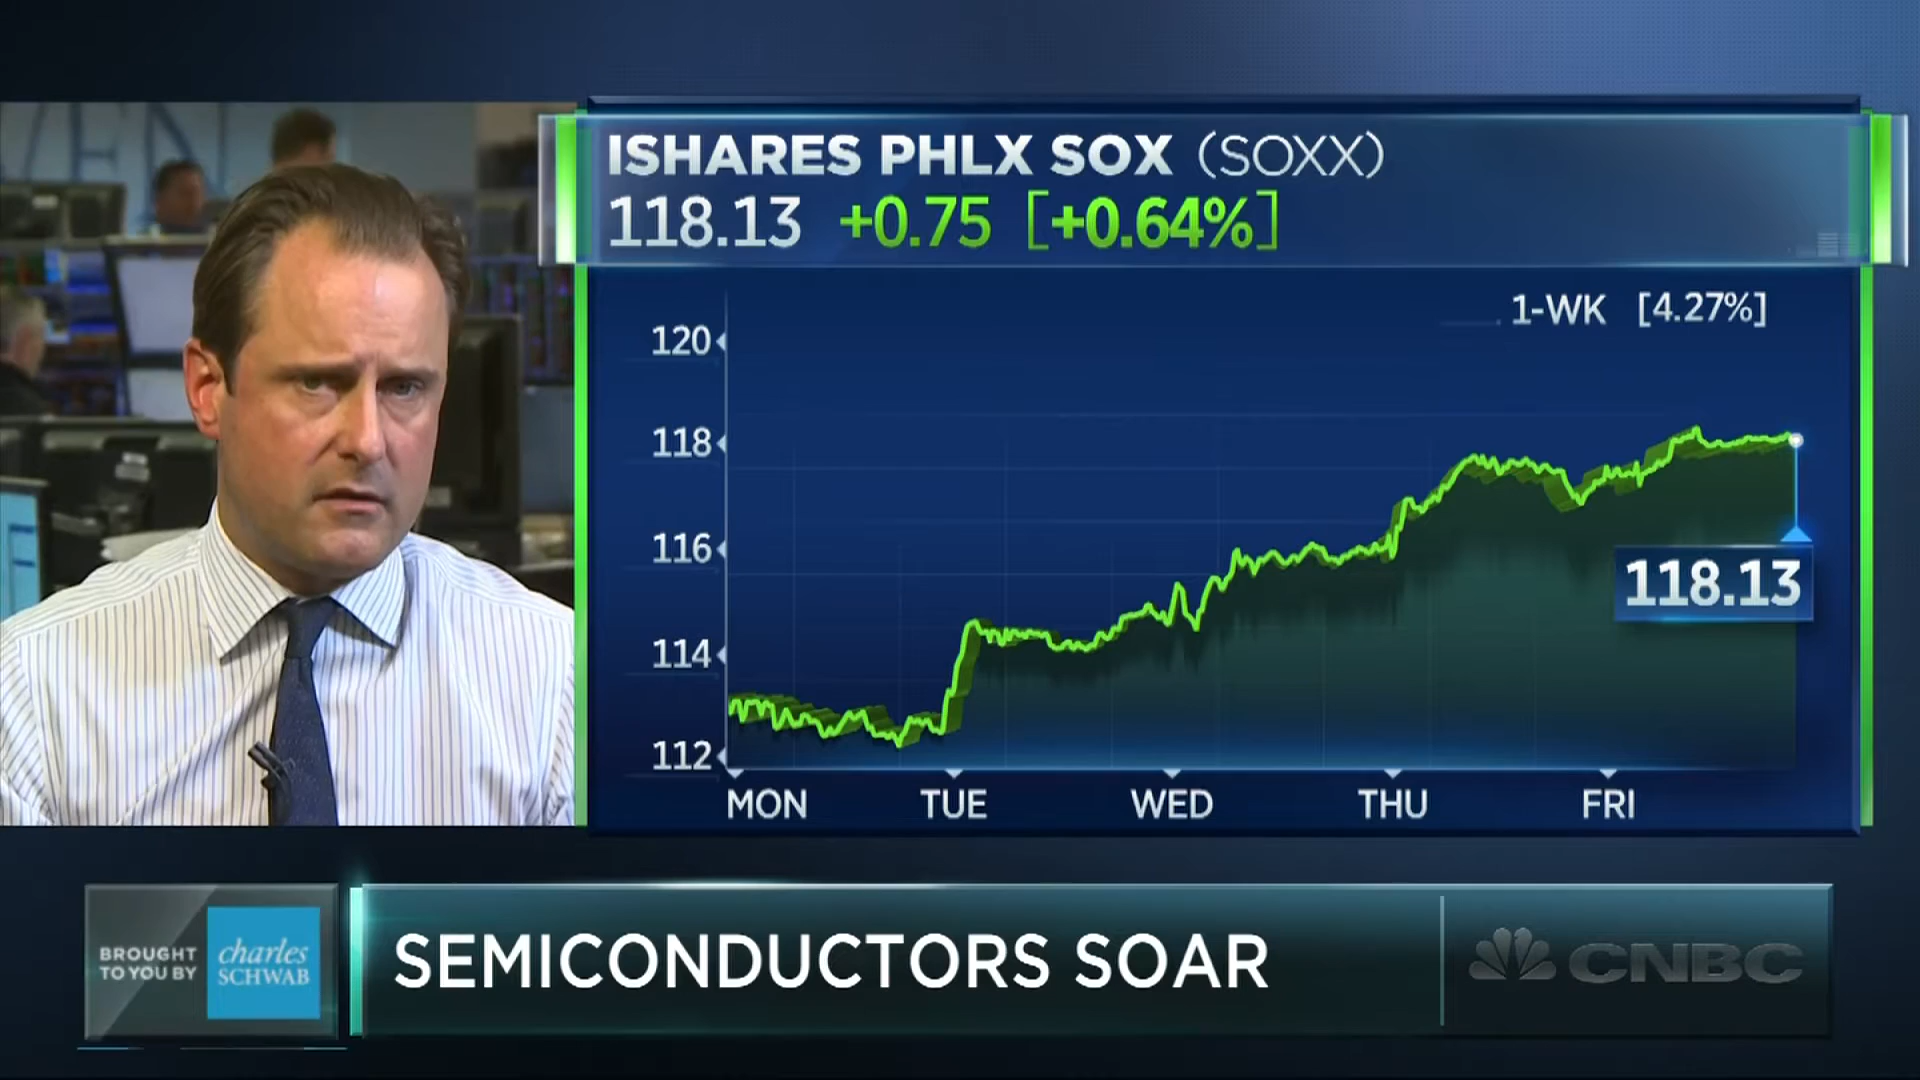 ISHARES PHLX SOX (SOXX)
118.13 +0.75 [+0.64%]
1-WK [4.27%]
120
118
116
114
112
118.13
MON TUE WED THU FRI
BROUGHT
TO YOU BY
charles
SCHWAB
SEMICONDUCTORS SOAR
CNBC